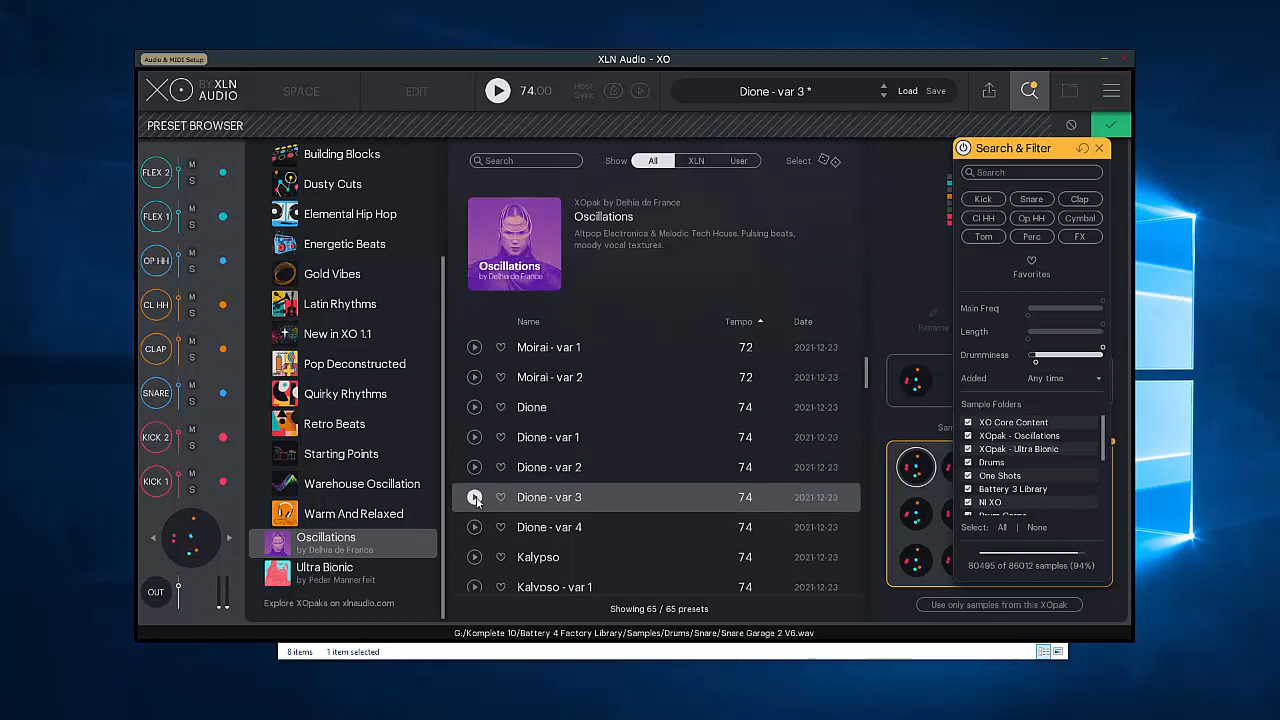 Audio & MIDI Setup
XLN Audio - XO
XO BY XLN AUDIO
SPACE
EDIT
74.00
Host Sync
Dione - var 3 *
Load
Save
PRESET BROWSER
FLEX 2
M
S
FLEX 1
M
S
OP HH
M
S
CL HH
M
S
CLAP
M
S
SNARE
M
S
KICK 2
M
S
KICK 1
M
S
OUT
Building Blocks
Dusty Cuts
Elemental Hip Hop
Energetic Beats
Gold Vibes
Latin Rhythms
New in XO 1.1
Pop Deconstructed
Quirky Rhythms
Retro Beats
Starting Points
Warehouse Oscillation
Warm And Relaxed
Oscillations
by Delhia de France
Ultra Bionic
by Peder Mannerfelt
Explore XOpaks on xlnaudio.com
Search
Show
All
XLN
User
Select
Oscillations
by Delhia de France
XOpak by Delhia de France
Oscillations
Altpop Electronica & Melodic Tech House. Pulsing beats,
moody vocal textures.
Name
Tempo
Date
Moirai - var 1 72 2021-12-23
Moirai - var 2 72 2021-12-23
Dione 74 2021-12-23
Dione - var 1 74 2021-12-23
Dione - var 2 74 2021-12-23
Dione - var 3 74 2021-12-23
Dione - var 4 74 2021-12-23
Kalypso 74 2021-12-23
Kalypso - var 1 74 2021-12-23
Showing 65 / 65 presets
Rename
Sam
Use only samples from this XOpak
Search & Filter
Search
Kick
Snare
Clap
Cl HH
Op HH
Cymbal
Tom
Perc
FX
Favorites
Main Freq
Length
Drumminess
Added
Any time
Sample Folders
XO Core Content
XOpak - Oscillations
XOpak - Ultra Bionic
Drums
One Shots
Battery 3 Library
NI XO
Select: All | None
80495 of 86012 samples (94%)
G:/Komplete 10/Battery 4 Factory Library/Samples/Drums/Snare/Snare Garage 2 V6.wav
8 items
1 item selected